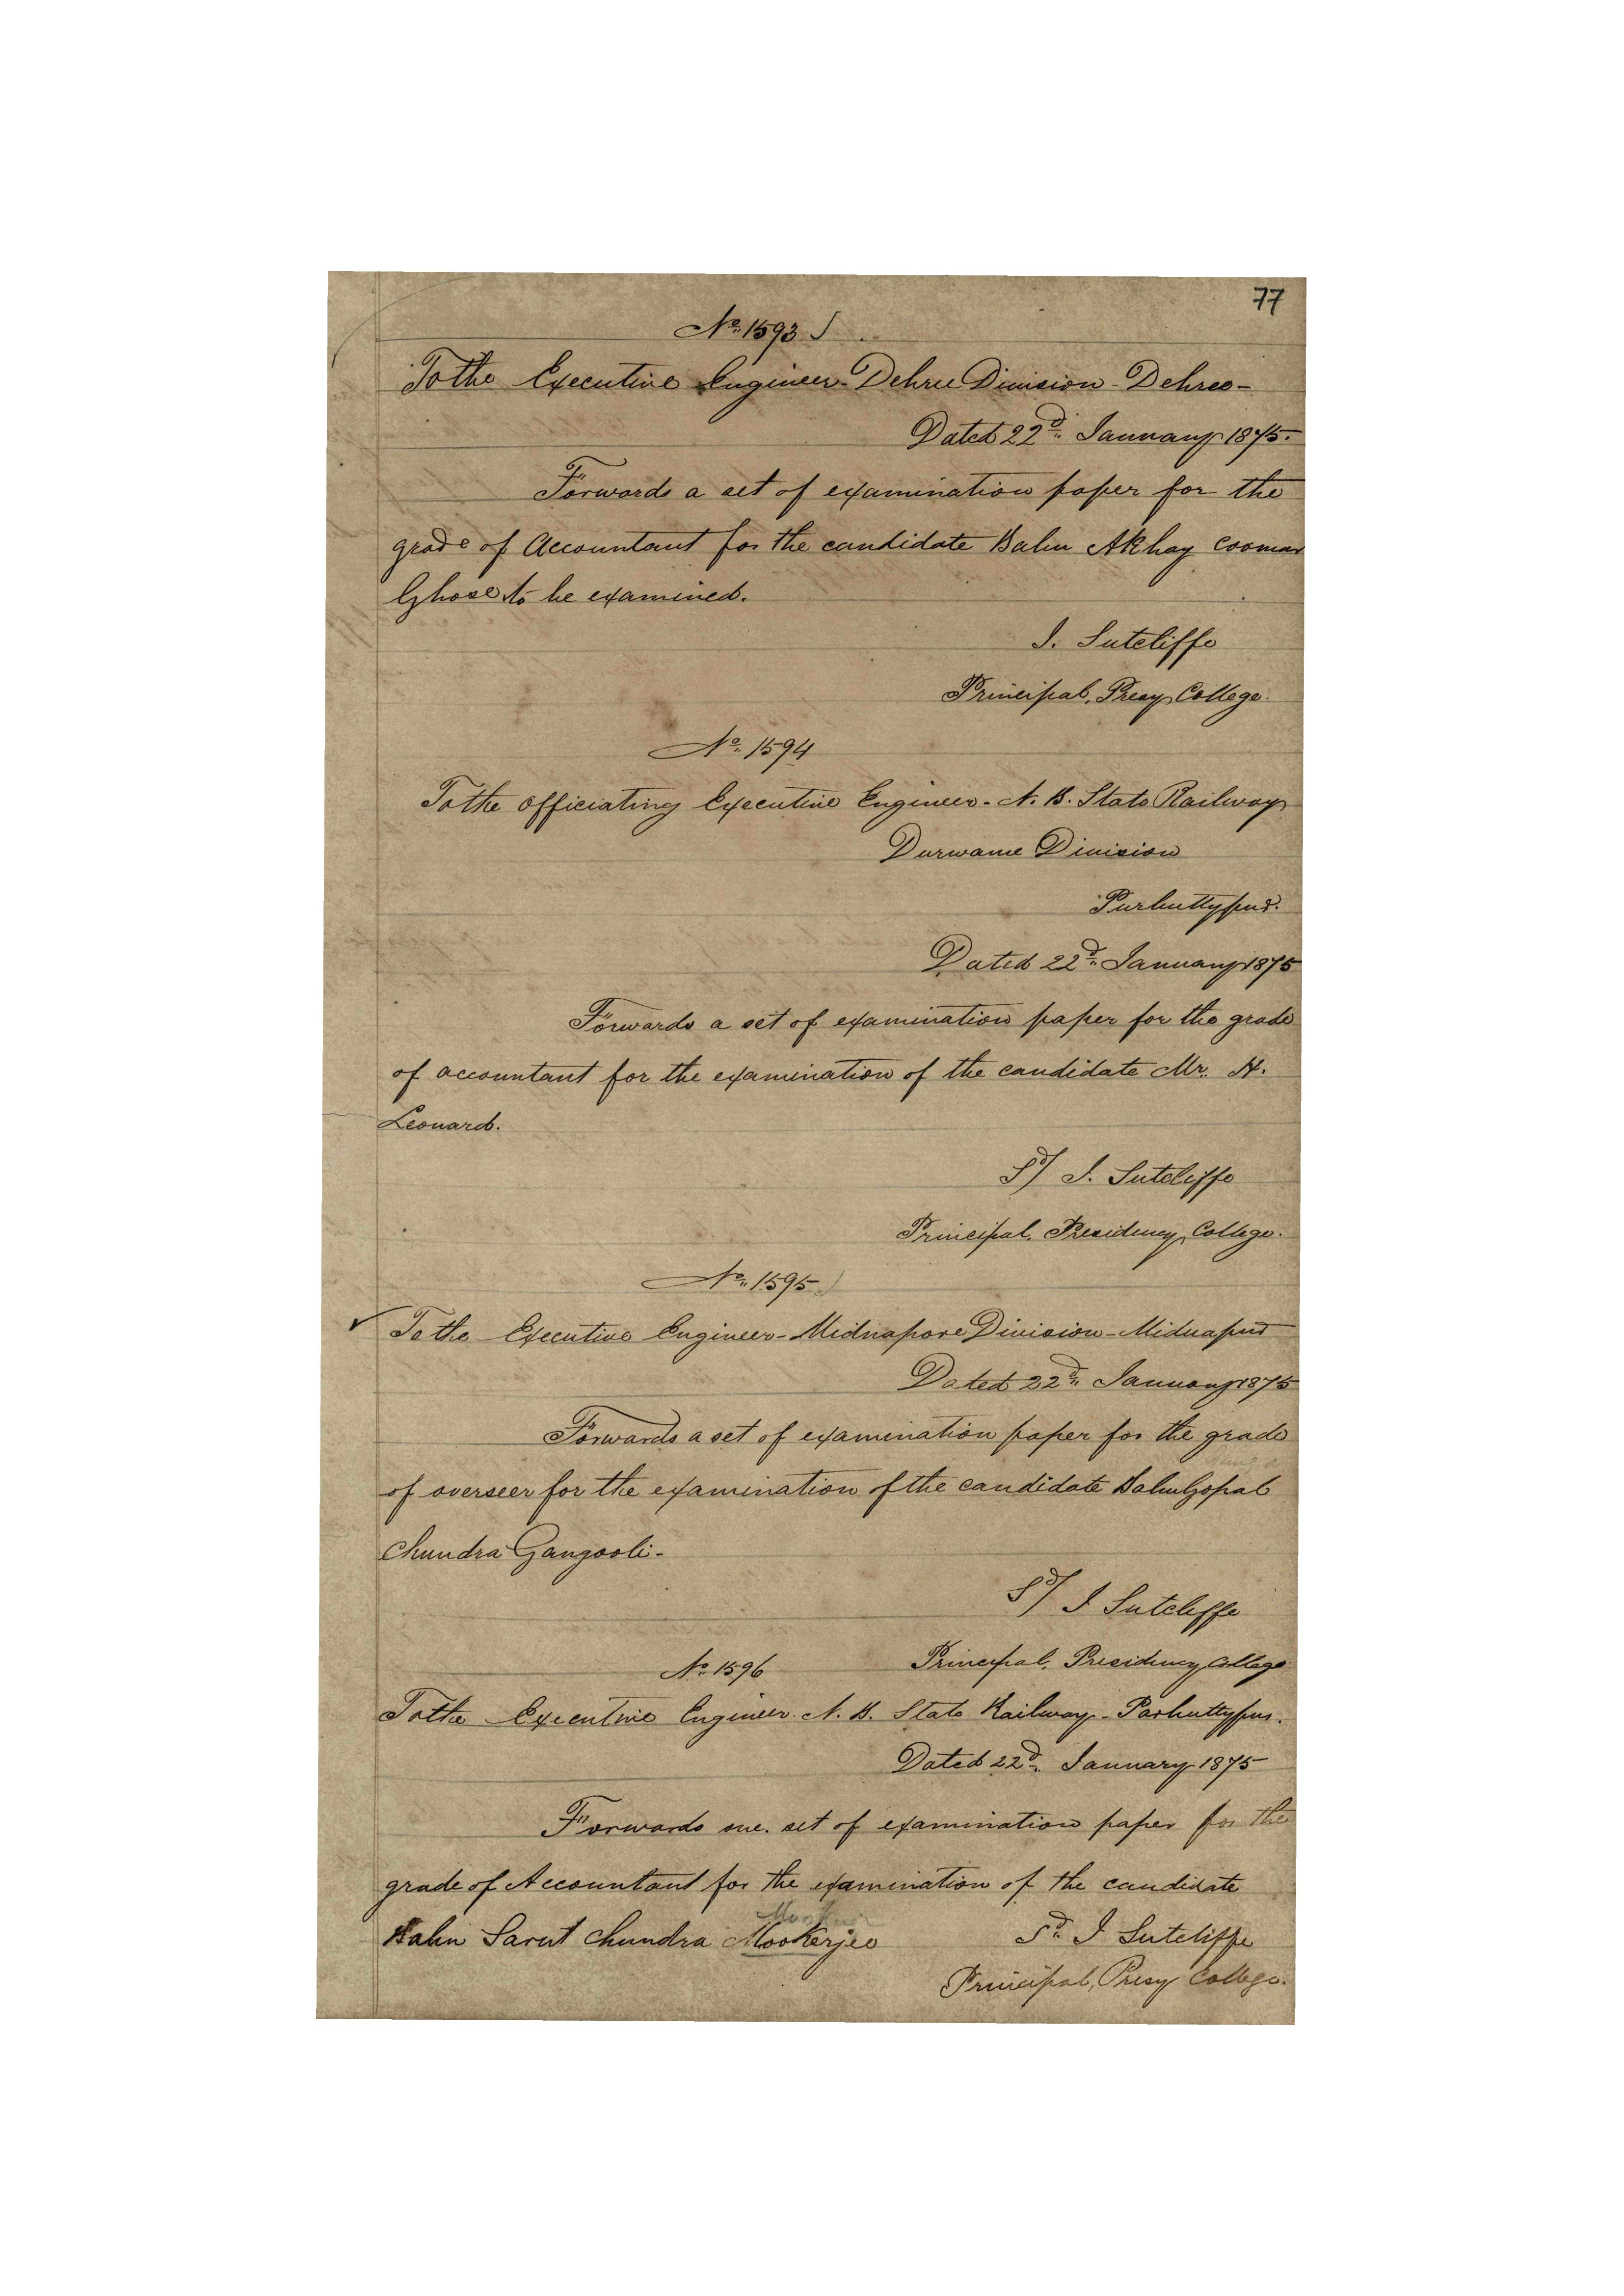 77
No. 1593
To the Executive Engineer - Dehree Division - Dehree -
Dated 22d. January 1875.
Forwards a set of examination paper for the
grade of Accountant for the candidate Babu Akhay Coomar
Ghose to be examined.
J. Sutcliffe
Principal, Presy College.
No. 1594
To the Officiating Executive Engineer - N. B. State Railway
Division
Purbuttypur.
Dated 22d. January 1875
Forwards a set of examination paper for the grade
of accountant for the examination of the candidate Mr. H.
Leonard.
Sd/ J. Sutcliffe
Principal, Presidency College.
No. 1595
To the Executive Engineer - Midnapore Division - Midnapur
Dated 22d. January 1875
Forwards a set of examination paper for the grade
of overseer for the examination of the candidate Babu Gopal
Chundra Gangooli -
Sd/ J Sutcliffe
Principal, Presidency College
No. 1596
To the Executive Engineer N. B. State Railway - Parbuttypur.
Dated 22d. January 1875
Forwards one set of examination paper for the
grade of Accountant for the examination of the candidate
Babu Sarut Chundra Mookerjee
Sd. J Sutcliffe
Principal, Presy College.